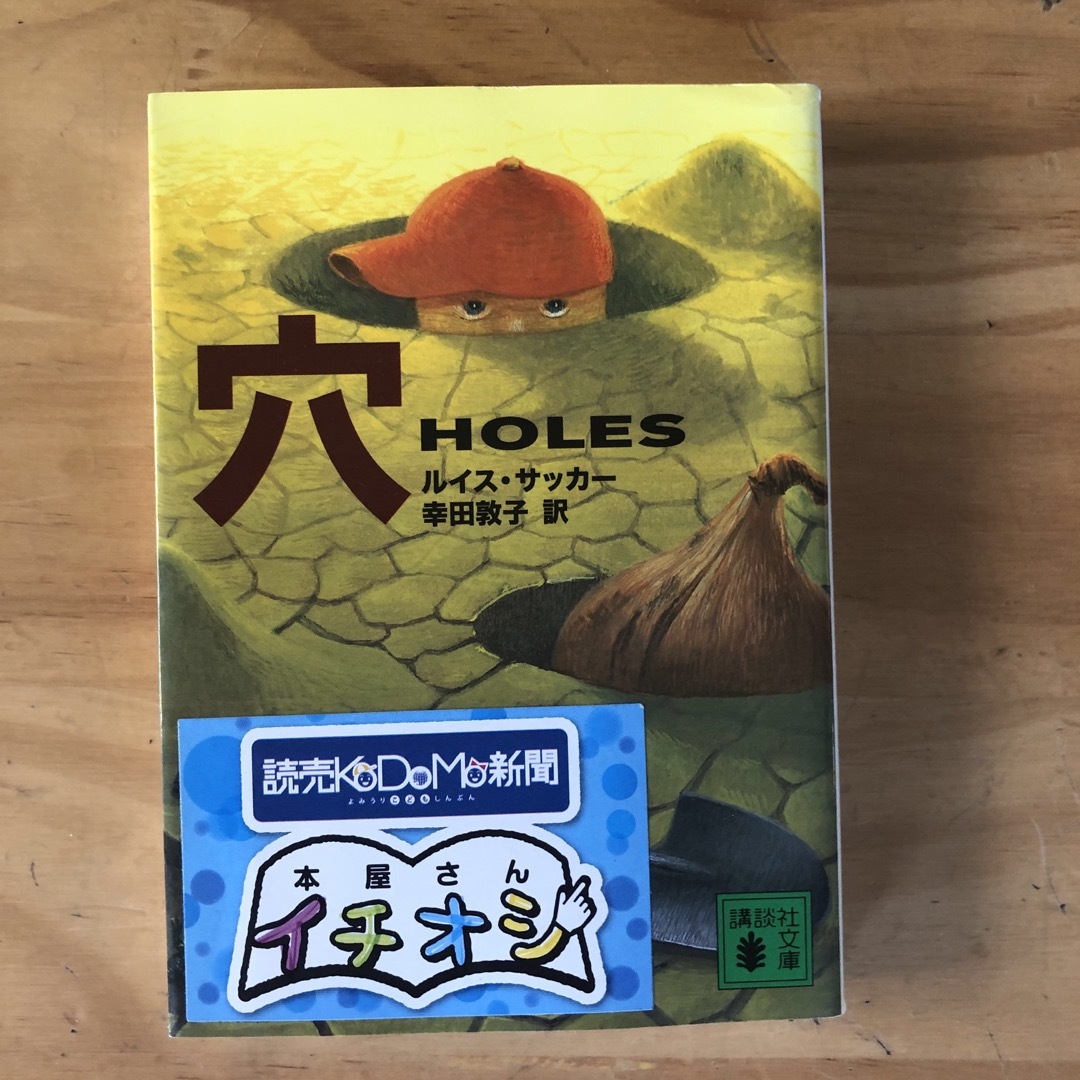 穴
HOLES
ルイス・サッカー
幸田敦子 訳
読売KoDoMo新聞
よみうりこどもしんぶん
本屋さん
イチオシ
講談社
文庫